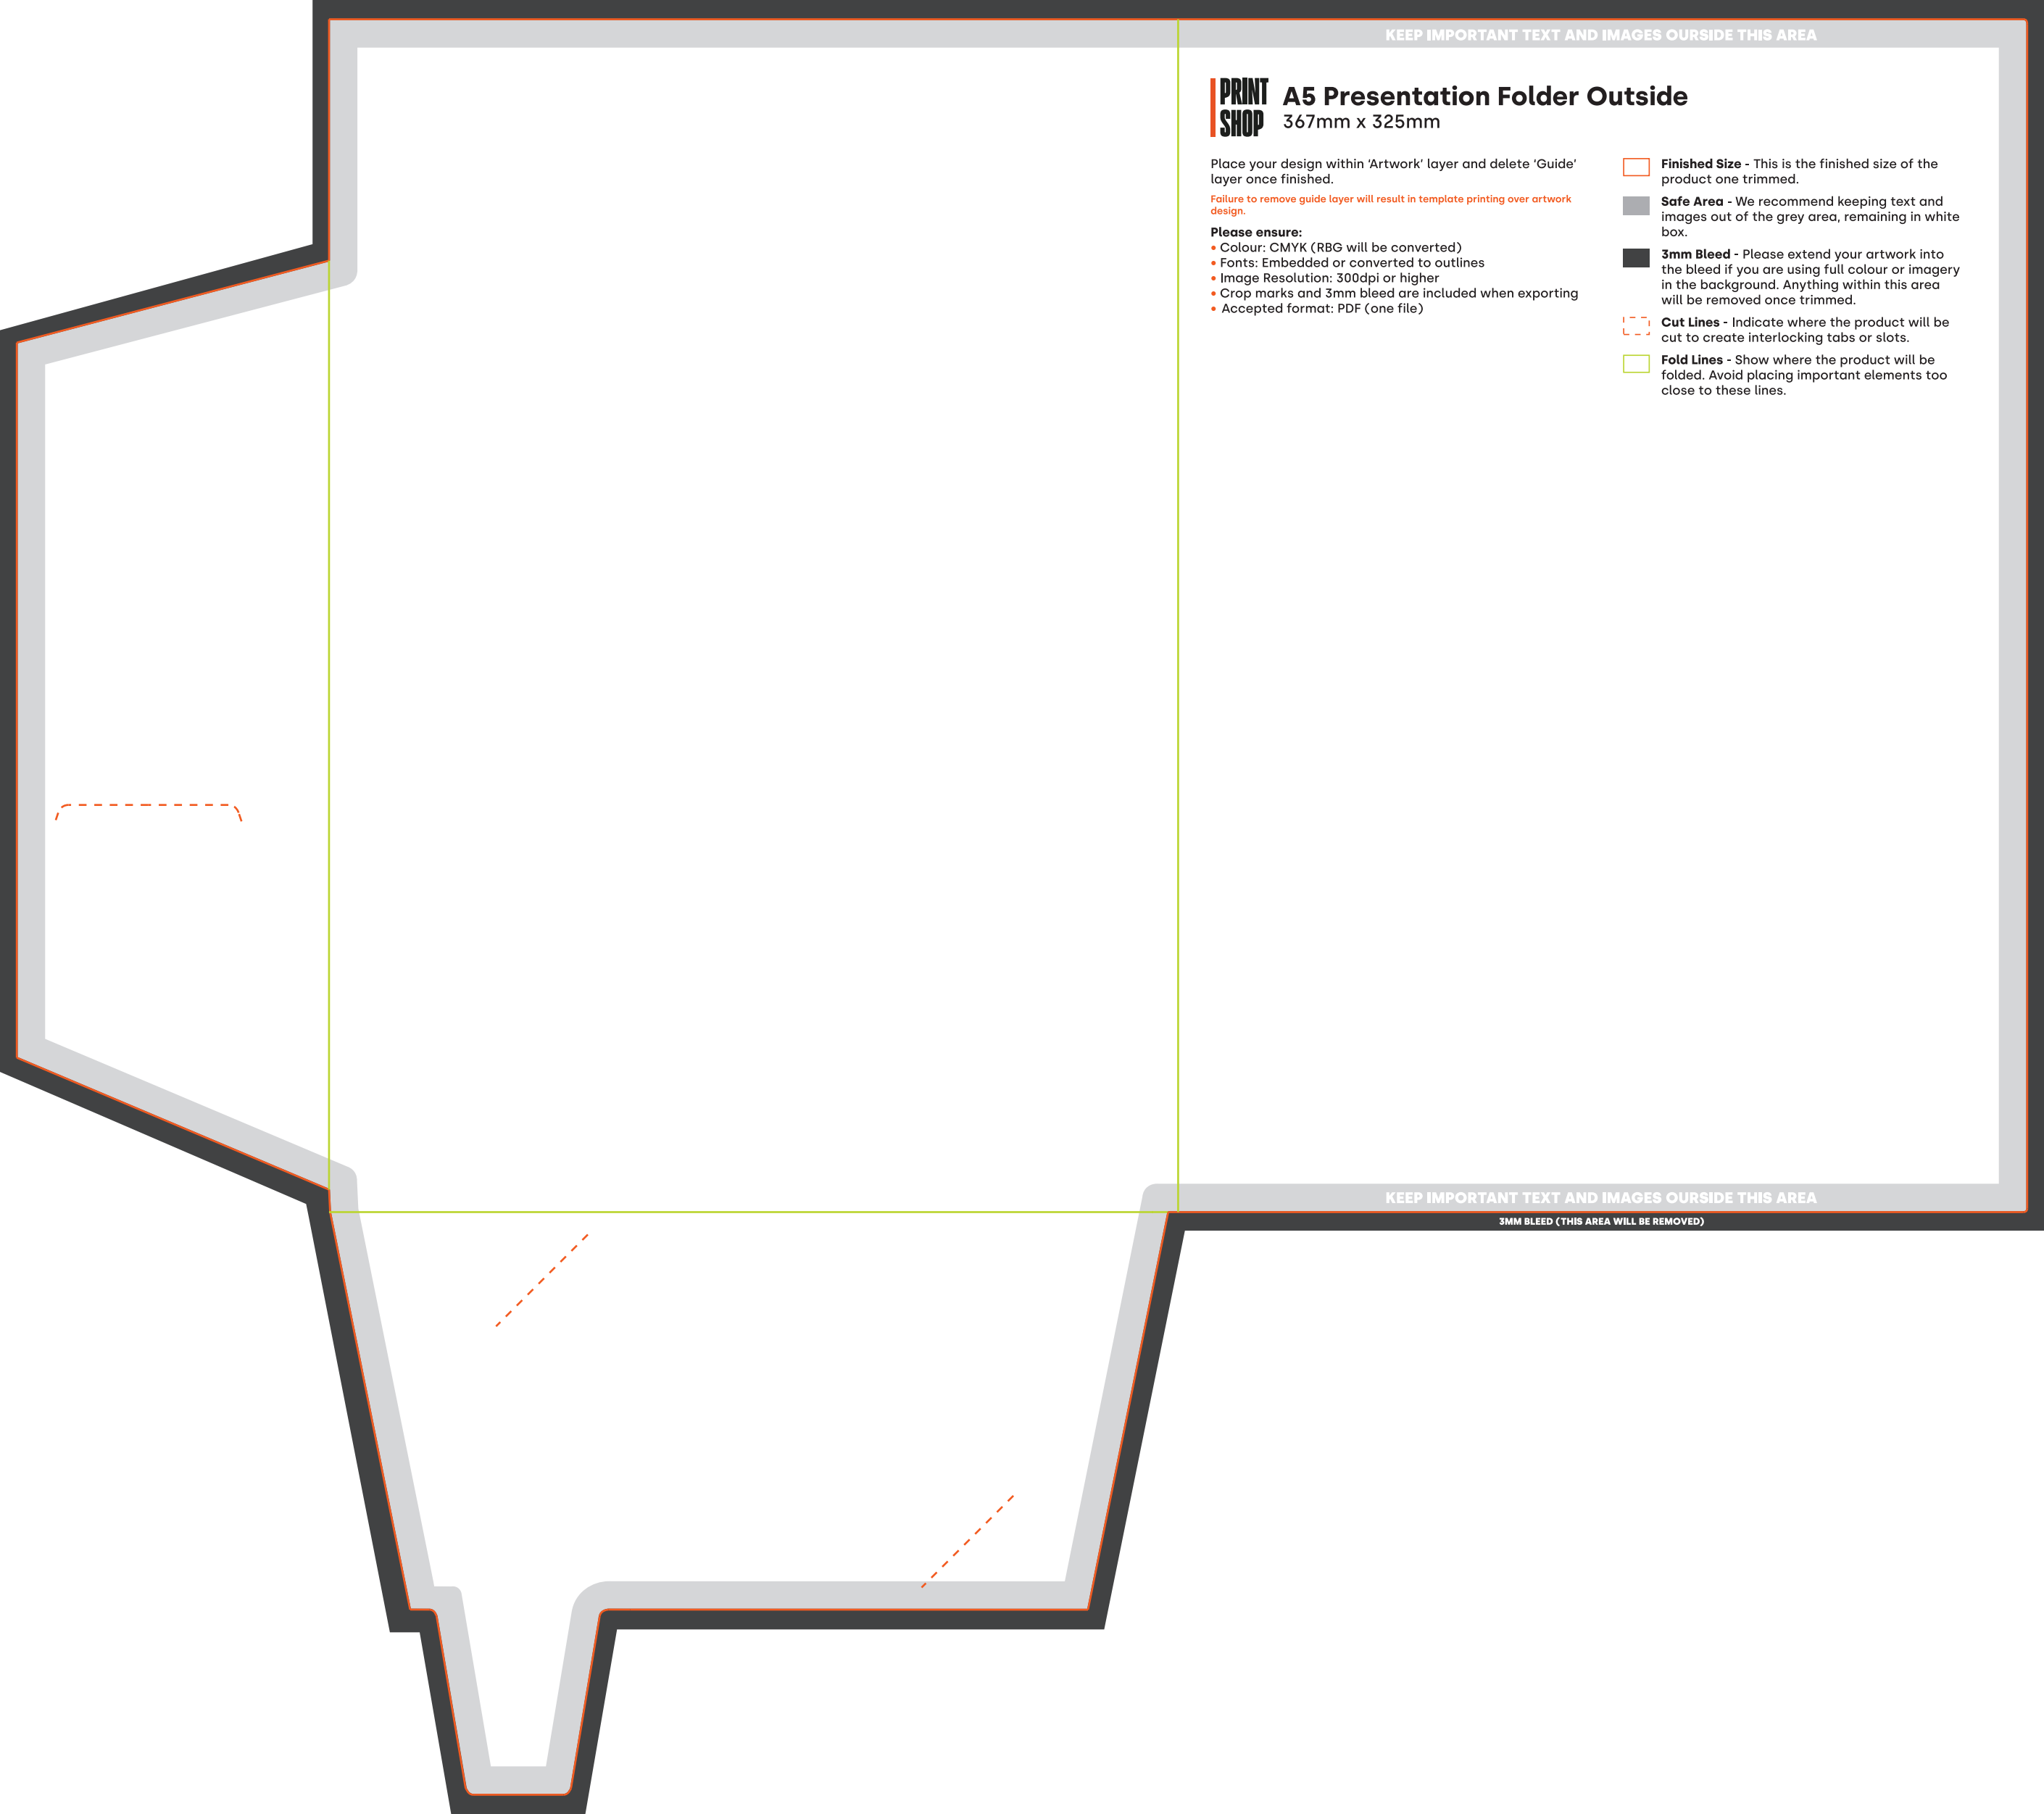 KEEP IMPORTANT TEXT AND IMAGES OURSIDE THIS AREA
PRINT
SHOP
A5 Presentation Folder Outside
367mm x 325mm
Place your design within ‘Artwork’ layer and delete ‘Guide’
layer once finished.
Failure to remove guide layer will result in template printing over artwork
design.
Please ensure:
• Colour: CMYK (RBG will be converted)
• Fonts: Embedded or converted to outlines
• Image Resolution: 300dpi or higher
• Crop marks and 3mm bleed are included when exporting
• Accepted format: PDF (one file)
Finished Size - This is the finished size of the
product one trimmed.
Safe Area - We recommend keeping text and
images out of the grey area, remaining in white
box.
3mm Bleed - Please extend your artwork into
the bleed if you are using full colour or imagery
in the background. Anything within this area
will be removed once trimmed.
Cut Lines - Indicate where the product will be
cut to create interlocking tabs or slots.
Fold Lines - Show where the product will be
folded. Avoid placing important elements too
close to these lines.
KEEP IMPORTANT TEXT AND IMAGES OURSIDE THIS AREA
3MM BLEED (THIS AREA WILL BE REMOVED)